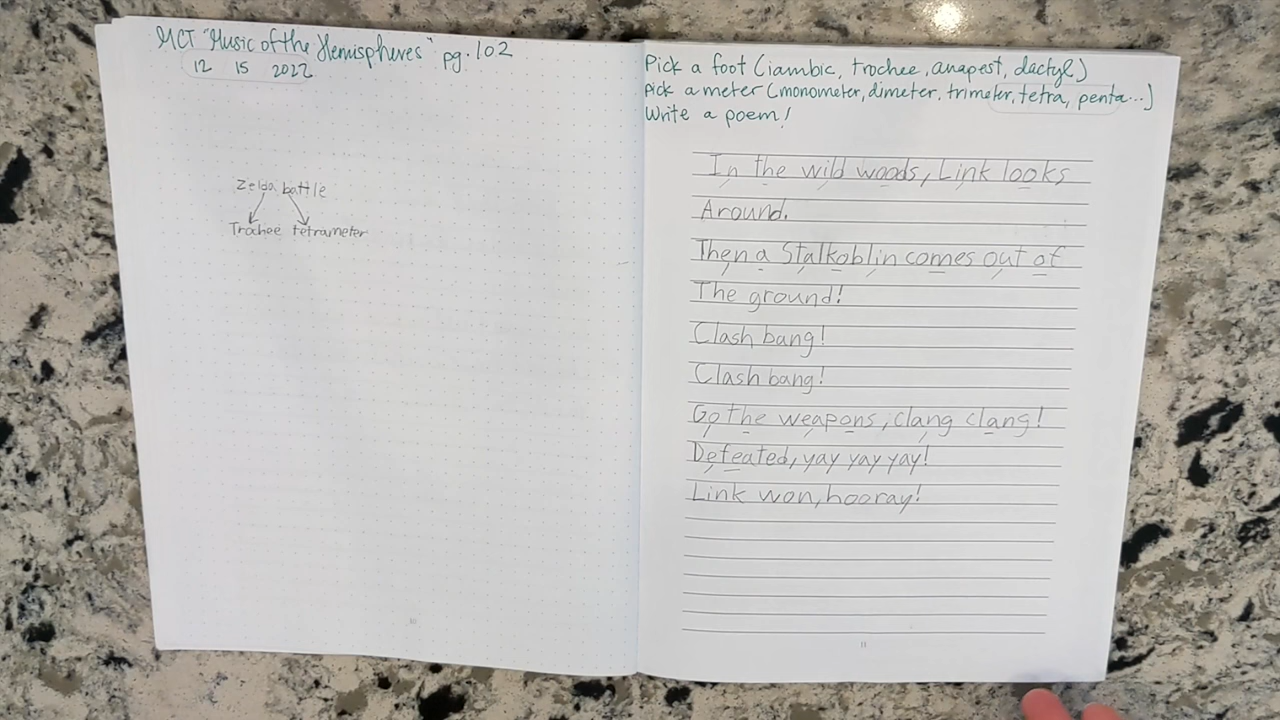 MCT "Music of the Hemispheres" pg. 102
12 15 2022
Zelda battle
Trochee tetrameter
10
Pick a foot (iambic, trochee, anapest, dactyl)
Pick a meter (monometer, dimeter, trimeter, tetra, penta...)
Write a poem!
In the wild woods, Link looks
Around.
Then a Stalkoblin comes out of
The ground!
Clash bang!
Clash bang!
Go the weapons, clang clang!
Defeated, yay yay yay!
Link won, hooray!
11